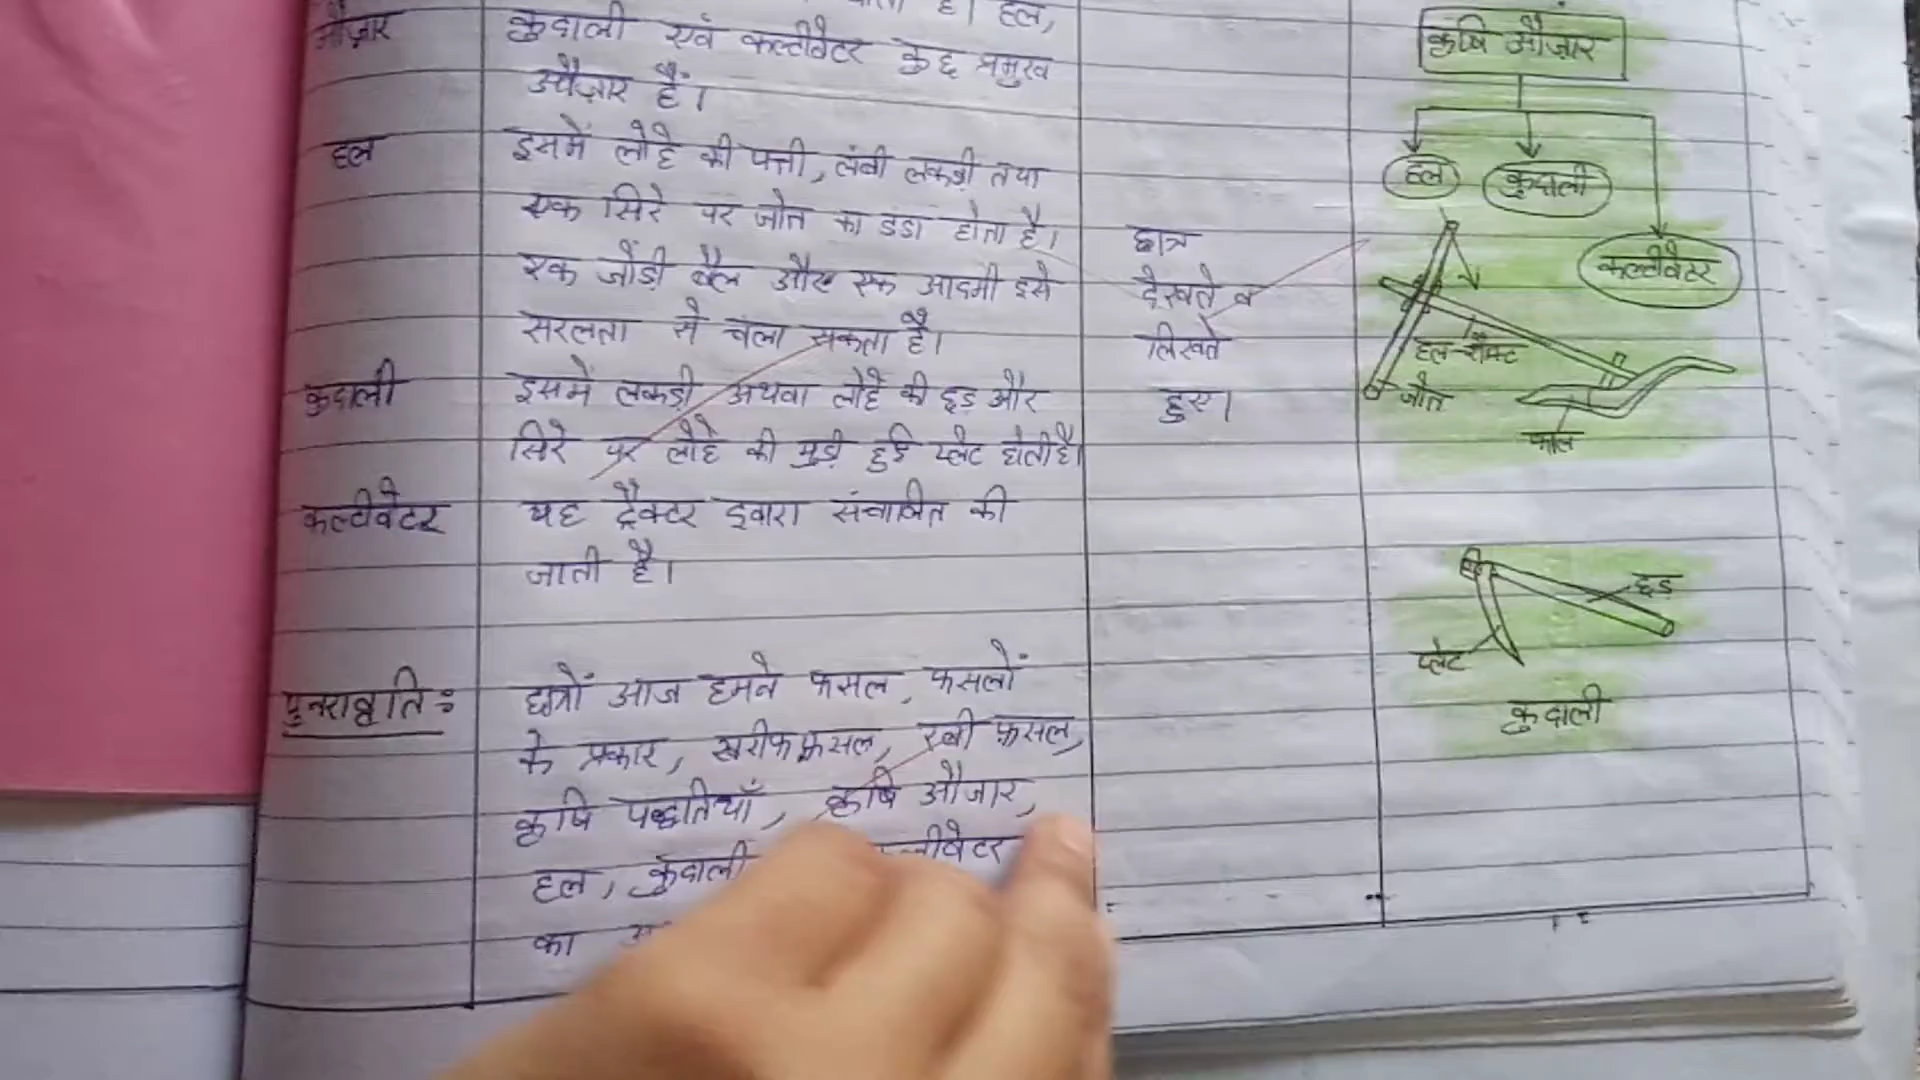 औज़ार
कुदाली एवं कल्टीवेटर कुछ प्रमुख
औज़ार हैं।
हल
इसमें लोहे की पत्ती, लंबी लकड़ी तथा
एक सिरे पर जोत का डंडा होता है।
एक जोड़ी बैल और एक आदमी इसे
सरलता से चला सकता है।
कुदाली
इसमें लकड़ी अथवा लोहे की छड़ और
सिरे पर लोहे की मुड़ी हुई प्लेट होती है।
कल्टीवेटर
यह ट्रैक्टर द्वारा संचालित की
जाती है।
पुनरावृति :
छात्रों आज हमने फसल, फसलों
के प्रकार, खरीफ फ़सल, रबी फ़सल,
कृषि पद्धतियाँ, कृषि औजार,
हल, कुदाली
का
छात्र
देखते व
लिखते
हुए।
कृषि औज़ार
हल
कुदाली
कल्टीवेटर
हल-शैफ्ट
जोत
फाल
छड़
प्लेट
कुदाली